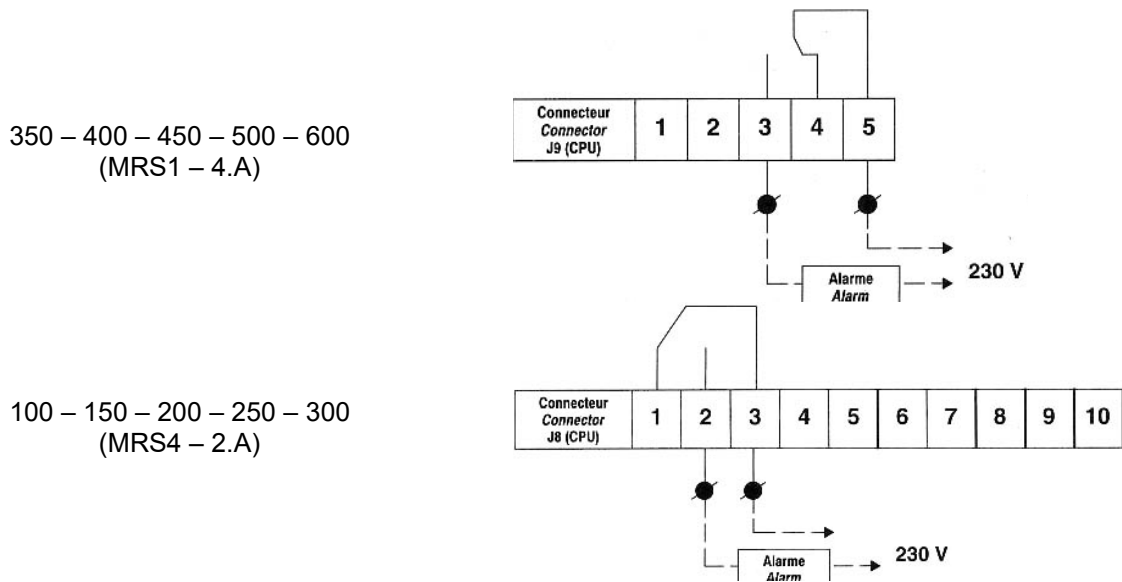 350 – 400 – 450 – 500 – 600
(MRS1 – 4.A)
Connecteur
Connector
J9 (CPU)
1 2 3 4 5
230 V
Alarme
Alarm
100 – 150 – 200 – 250 – 300
(MRS4 – 2.A)
Connecteur
Connector
J8 (CPU)
1 2 3 4 5 6 7 8 9 10
230 V
Alarme
Alarm